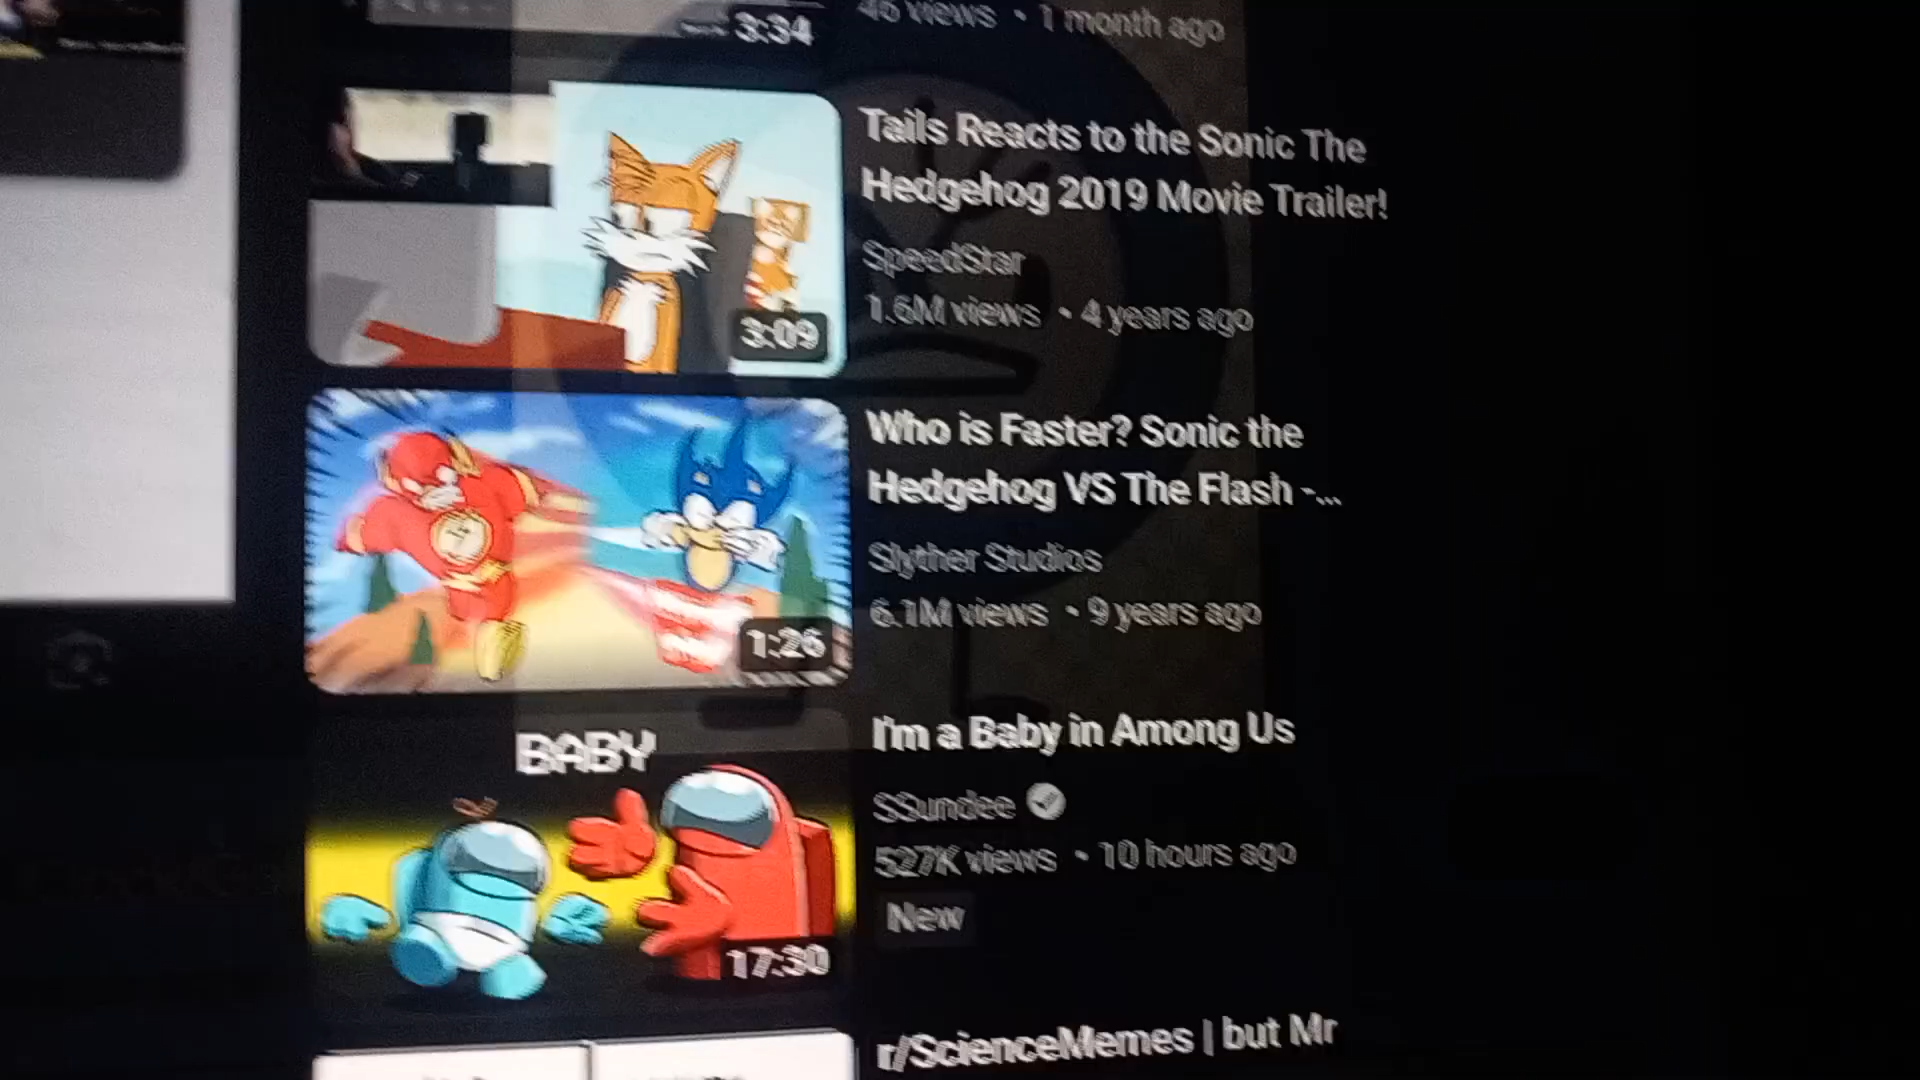 3:34
46 views • 1 month ago
Tails Reacts to the Sonic The
Hedgehog 2019 Movie Trailer!
SpeedStar
1.6M views • 4 years ago
3:09
Who is Faster? Sonic the
Hedgehog VS The Flash -...
Slyther Studios
6.1M views • 9 years ago
1:26
BABY
I'm a Baby in Among Us
SSundee
527K views • 10 hours ago
New
17:30
r/ScienceMemes | but Mr